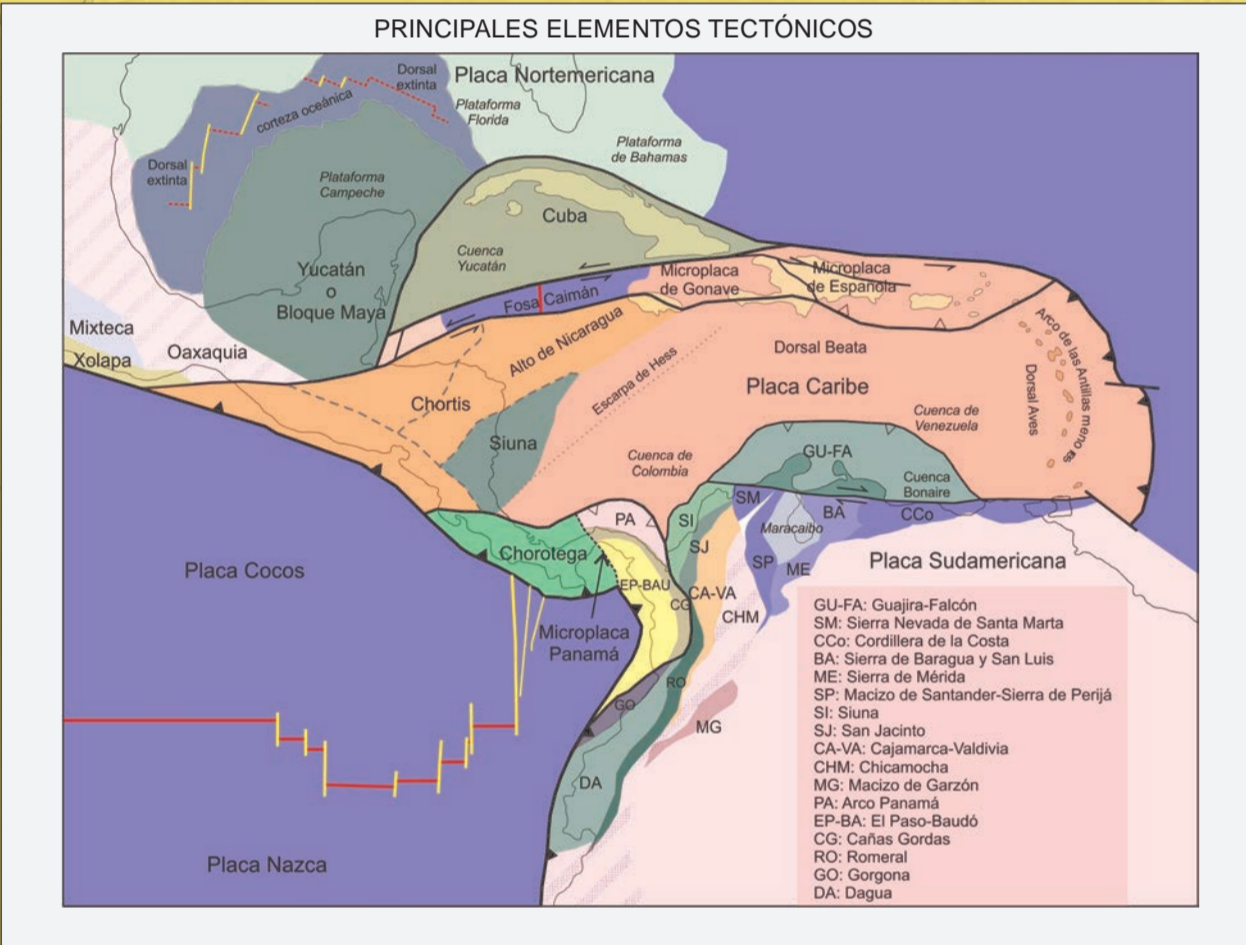 PRINCIPALES ELEMENTOS TECTÓNICOS
Dorsal
extinta
Placa Nortemericana
corteza oceánica
Plataforma
Florida
Plataforma
de Bahamas
Dorsal
extinta
Plataforma
Campeche
Cuba
Cuenca
Yucatán
Yucatán
o
Bloque Maya
Microplaca
de Gonave
Microplaca
de Española
Fosa Caimán
Mixteca
Xolapa
Oaxaquia
Alto de Nicaragua
Escarpa de Hess
Dorsal Beata
Placa Caribe
Dorsal Aves
Arco de las Antillas meno es
Chortis
Siuna
Cuenca de
Colombia
Cuenca de
Venezuela
GU-FA
Cuenca
Bonaire
SM
BA
CCo
Maracaibo
PA
SI
SJ
SP
ME
Chorotega
EP-BAU
CG
CA-VA
CHM
Placa Cocos
Placa Sudamericana
Microplaca
Panamá
RO
GO
MG
DA
Placa Nazca
GU-FA: Guajira-Falcón
SM: Sierra Nevada de Santa Marta
CCo: Cordillera de la Costa
BA: Sierra de Baragua y San Luis
ME: Sierra de Mérida
SP: Macizo de Santander-Sierra de Perijá
SI: Siuna
SJ: San Jacinto
CA-VA: Cajamarca-Valdivia
CHM: Chicamocha
MG: Macizo de Garzón
PA: Arco Panamá
EP-BA: El Paso-Baudó
CG: Cañas Gordas
RO: Romeral
GO: Gorgona
DA: Dagua